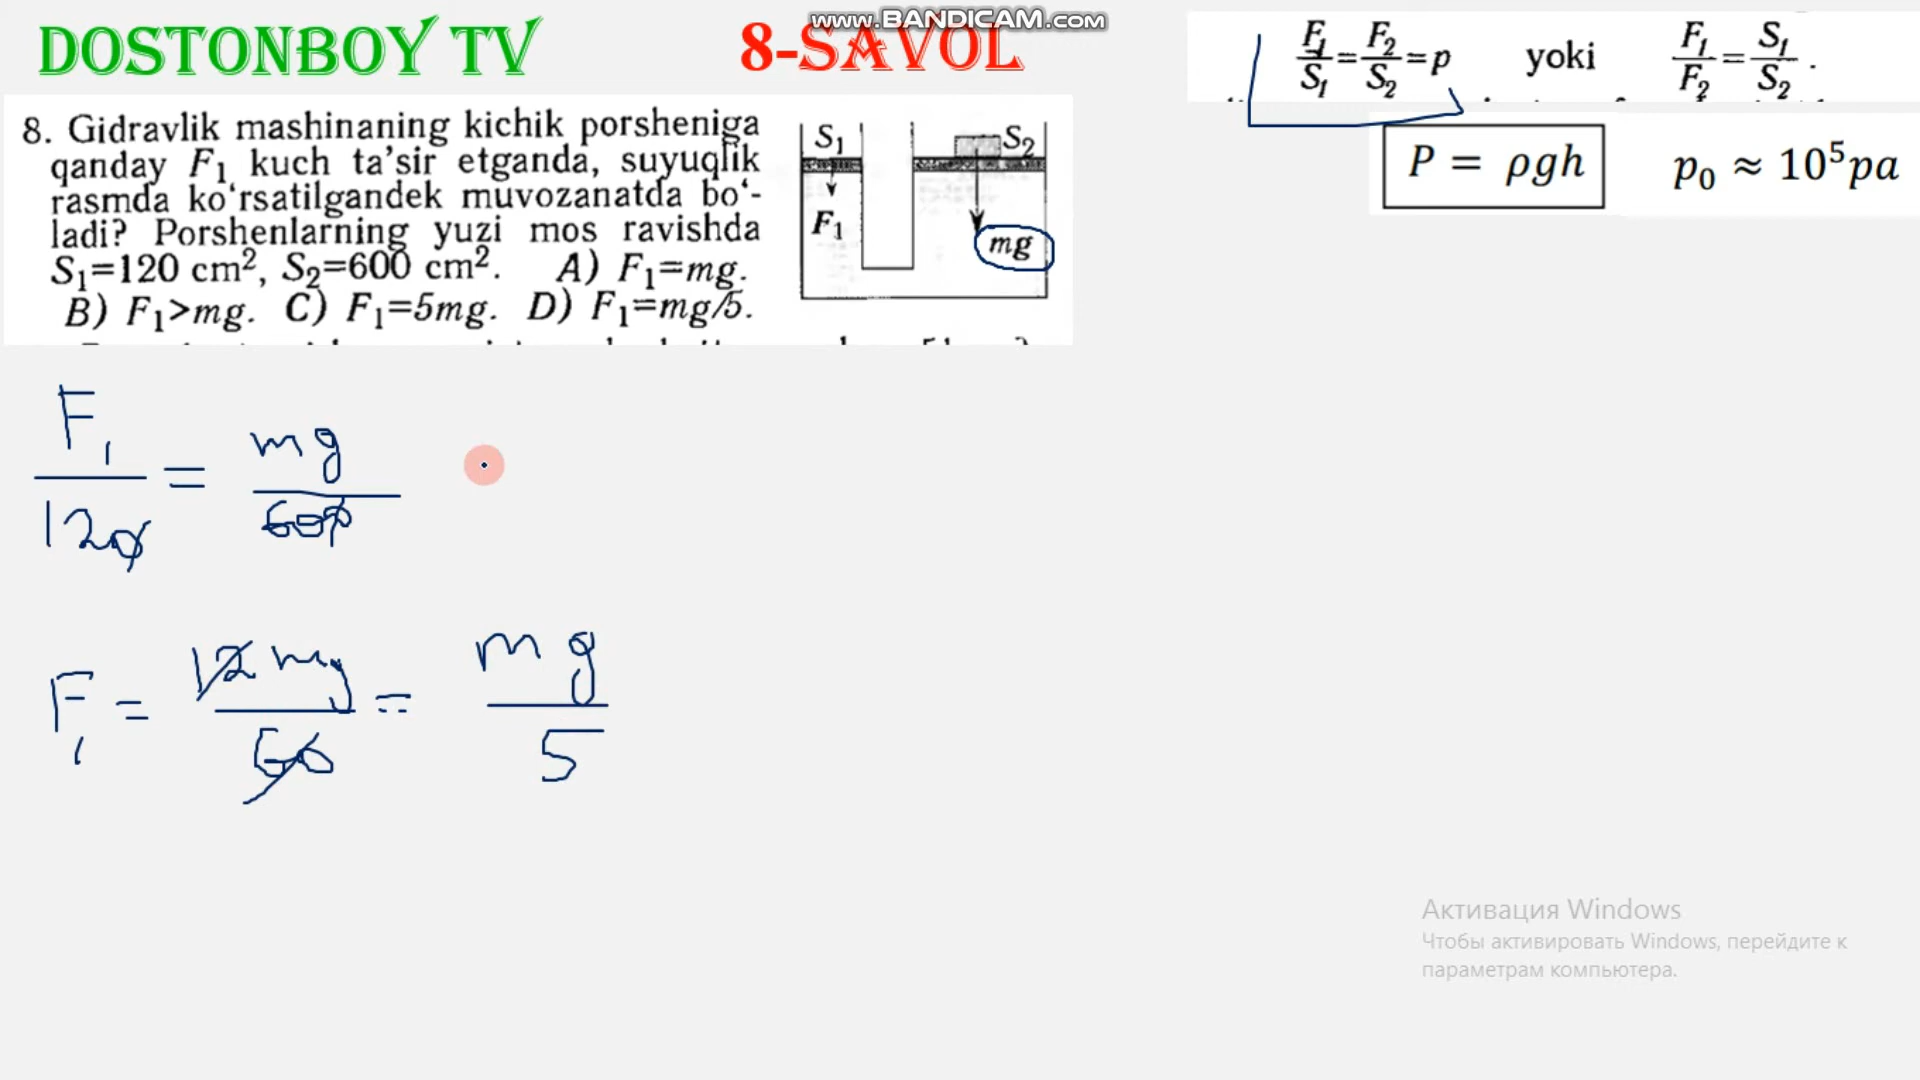 www.BANDICAM.com
DOSTONBOY TV
8-SAVOL
F₁/S₁ = F₂/S₂ = p yoki F₁/F₂ = S₁/S₂ .
P = ρgh
p₀ ≈ 10⁵pa
8. Gidravlik mashinaning kichik porsheniga
qanday F₁ kuch ta’sir etganda, suyuqlik
rasmda ko‘rsatilgandek muvozanatda bo‘-
ladi? Porshenlarning yuzi mos ravishda
S₁=120 cm², S₂=600 cm². A) F₁=mg.
B) F₁>mg. C) F₁=5mg. D) F₁=mg/5.
S₁
S₂
F₁
mg
F₁/120 = mg/600
F₁ = 12mg/60 = mg/5
Активация Windows
Чтобы активировать Windows, перейдите к
параметрам компьютера.